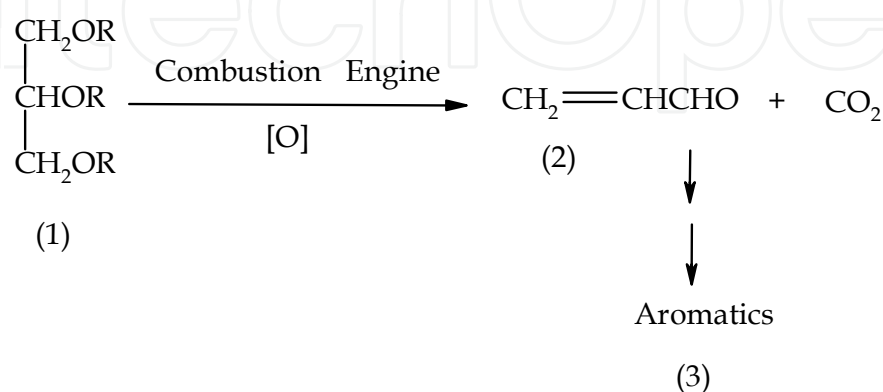 CH2OR
CHOR
CH2OR
(1)
Combustion Engine
[O]
CH2=CHCHO + CO2
(2)
Aromatics
(3)